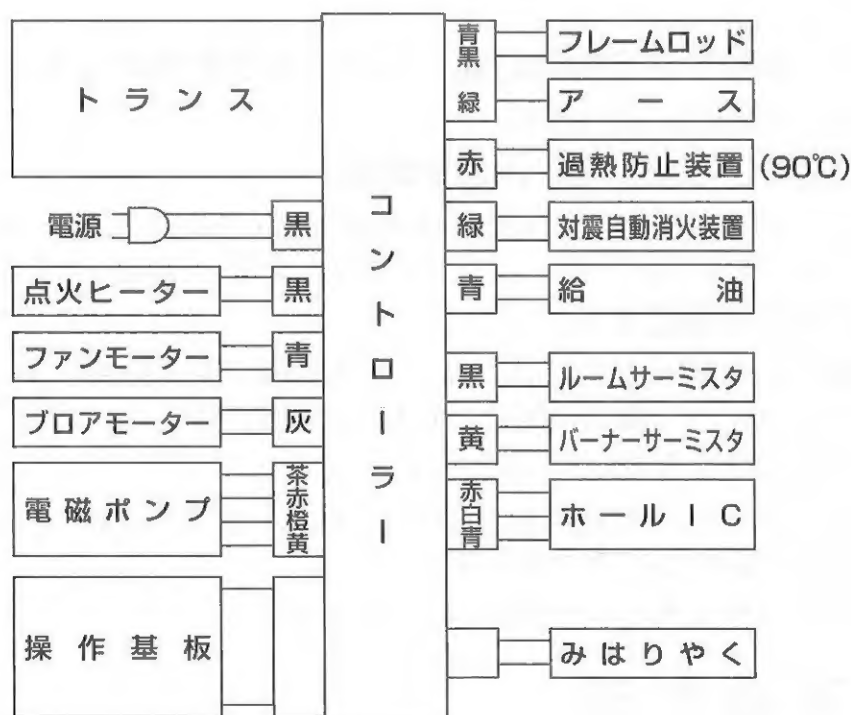 トランス
電源 黒
点火ヒーター 黒
ファンモーター 青
ブロアモーター 灰
電磁ポンプ 茶赤橙黄
操作基板
コントローラー
青黒 フレームロッド
緑 アース
赤 過熱防止装置 (90℃)
緑 対震自動消火装置
青 給油
黒 ルームサーミスタ
黄 バーナーサーミスタ
赤白青 ホールIC
みはりやく